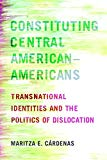 CONSTITUTING
CENTRAL
AMERICAN–
AMERICANS
TRANSNATIONAL
IDENTITIES AND THE
POLITICS OF DISLOCATION
MARITZA E. CÁRDENAS